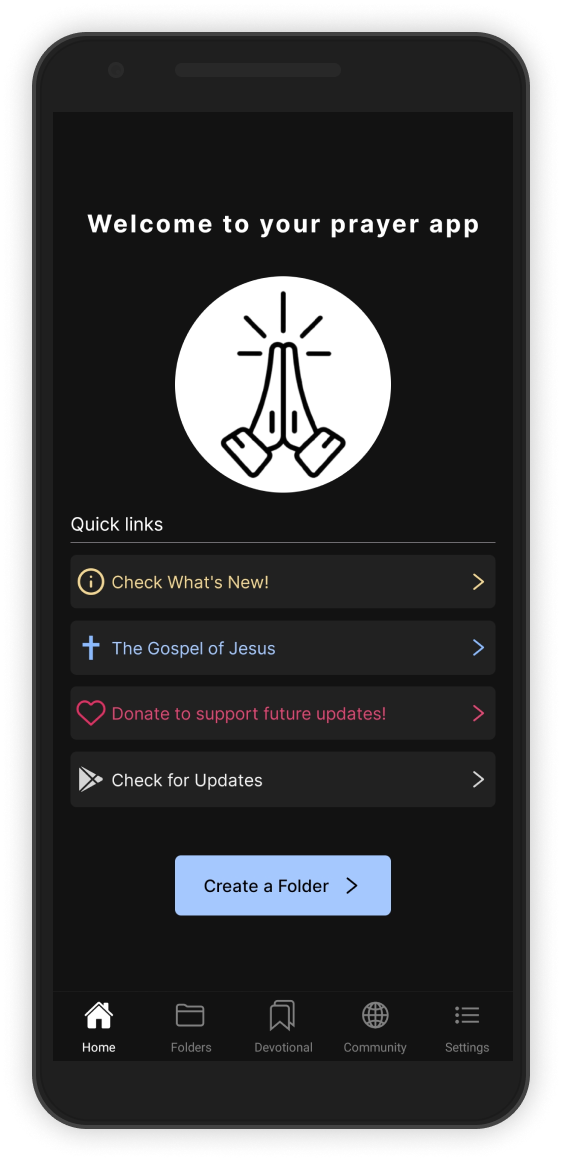 Welcome to your prayer app
Quick links
Check What's New!
The Gospel of Jesus
Donate to support future updates!
Check for Updates
Create a Folder
Home
Folders
Devotional
Community
Settings